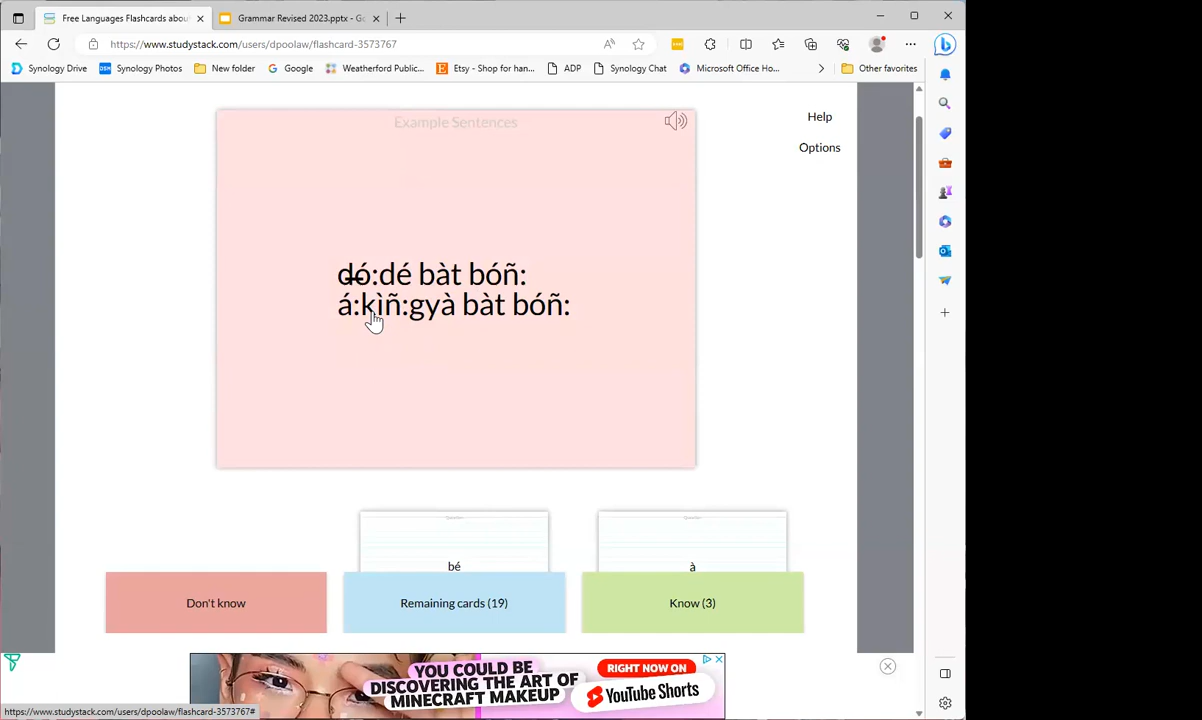 Free Languages Flashcards abou
Grammar Revised 2023.pptx - Go
https://www.studystack.com/users/dpoolaw/flashcard-3573767
Synology Drive
Synology Photos
New folder
Google
Weatherford Public...
Etsy - Shop for han...
ADP
Synology Chat
Microsoft Office Ho...
Other favorites
Example Sentences
Help
Options
dó:dé bàt bóñ:
á:kìñ:gyà bàt bóñ:
bé
à
Don't know
Remaining cards (19)
Know (3)
YOU COULD BE
DISCOVERING THE ART OF
MINECRAFT MAKEUP
RIGHT NOW ON
YouTube Shorts
https://www.studystack.com/users/dpoolaw/flashcard-3573767#